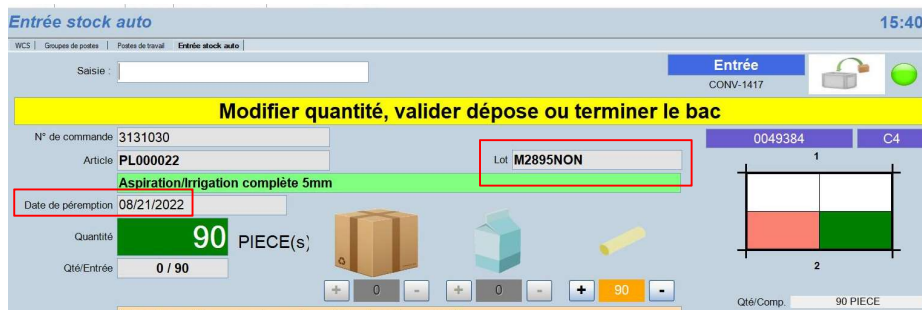 Entrée stock auto 15:40
WCS | Groupes de postes | Postes de travail | Entrée stock auto |
Saisie :
Entrée
CONV-1417
Modifier quantité, valider dépose ou terminer le bac
N° de commande 3131030
0049384 C4
Article PL000022
Lot M2895NON
1
Aspiration/Irrigation complète 5mm
Date de péremption 08/21/2022
Quantité 90 PIECE(s)
Qté/Entrée 0 / 90
2
+ 0 - + 0 - + 90 -
Qté/Comp. 90 PIECE